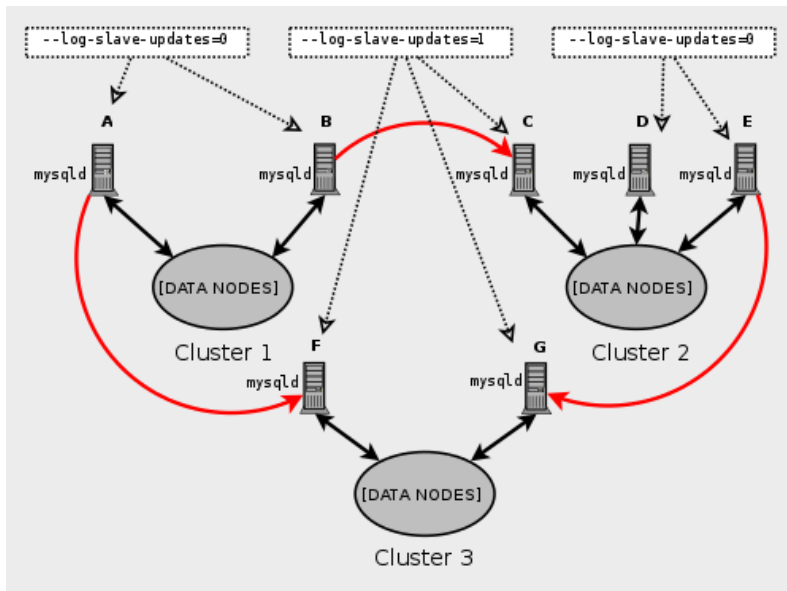 --log-slave-updates=0
--log-slave-updates=1
--log-slave-updates=0
A
B
C
D
E
mysqld
mysqld
mysqld
mysqld
mysqld
[DATA NODES]
[DATA NODES]
Cluster 1
Cluster 2
F
G
mysqld
mysqld
[DATA NODES]
Cluster 3